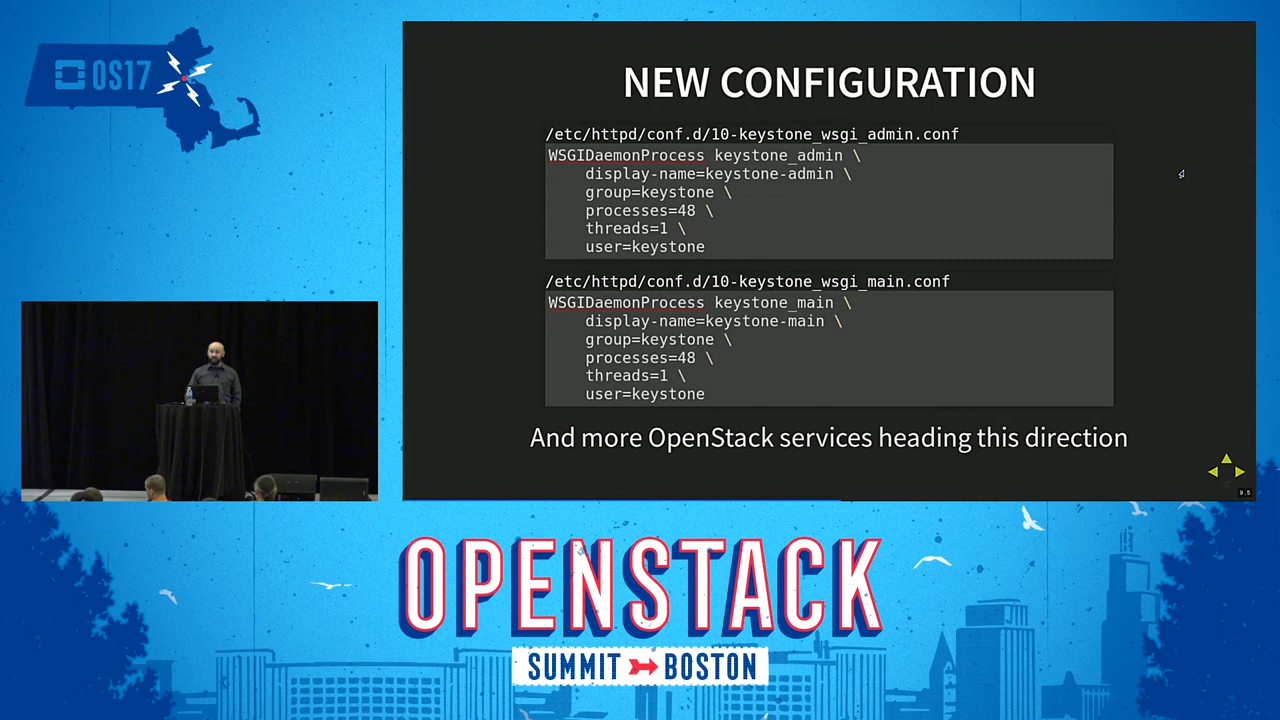 OS17
NEW CONFIGURATION
/etc/httpd/conf.d/10-keystone_wsgi_admin.conf
WSGIDaemonProcess keystone_admin \
display-name=keystone-admin \
group=keystone \
processes=48 \
threads=1 \
user=keystone
/etc/httpd/conf.d/10-keystone_wsgi_main.conf
WSGIDaemonProcess keystone_main \
display-name=keystone-main \
group=keystone \
processes=48 \
threads=1 \
user=keystone
And more OpenStack services heading this direction
9.5
OPENSTACK
SUMMIT BOSTON